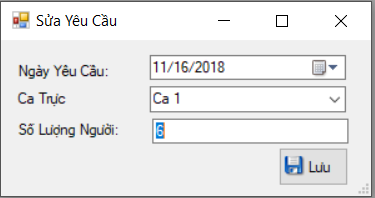 Sửa Yêu Cầu
Ngày Yêu Cầu: 11/16/2018
Ca Trực Ca 1
Số Lượng Người: 6
Lưu